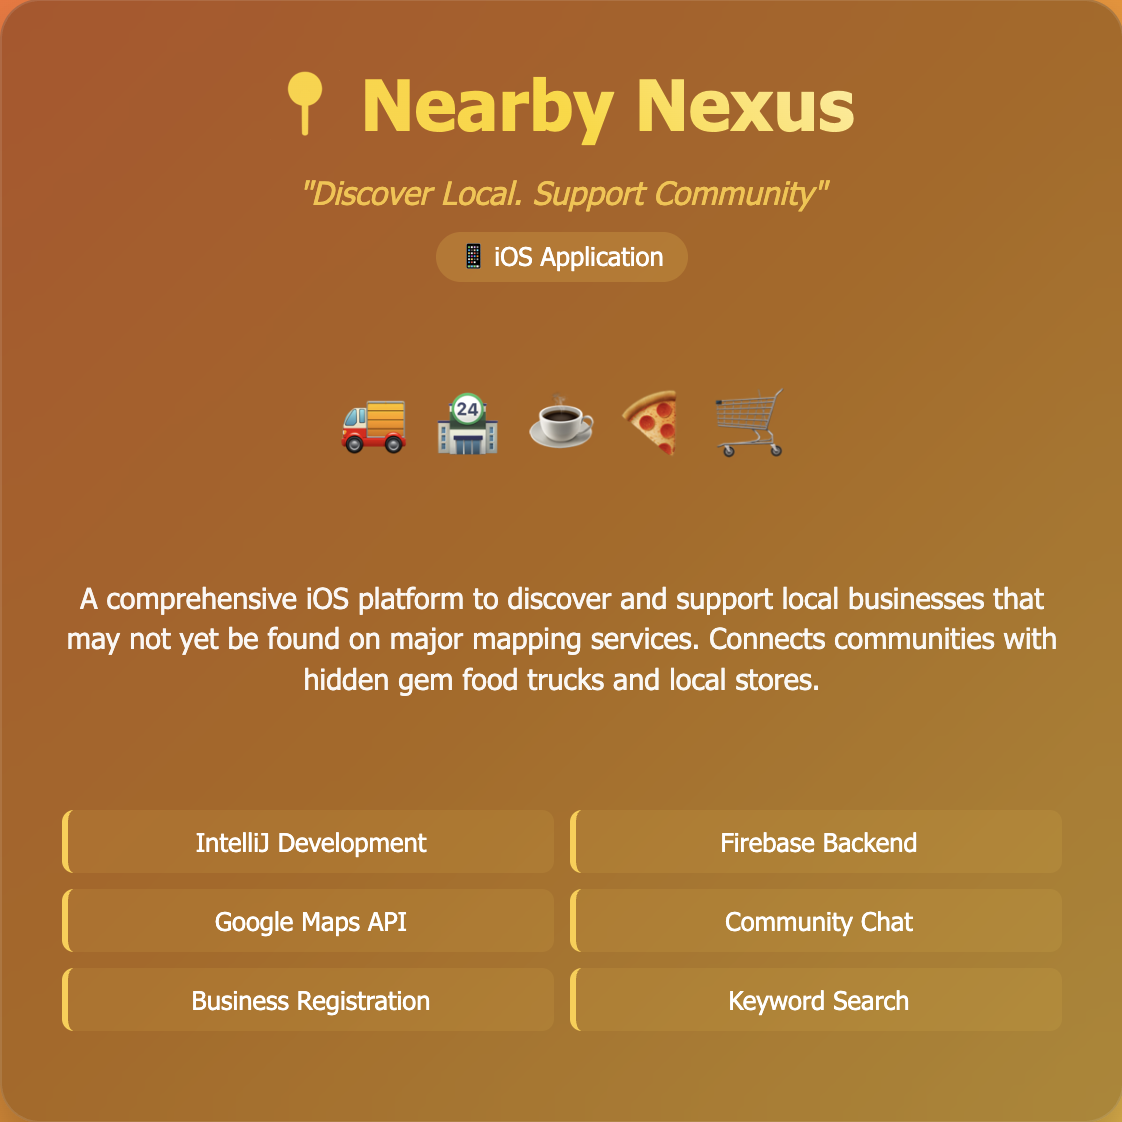 Nearby Nexus
"Discover Local. Support Community"
iOS Application
24
A comprehensive iOS platform to discover and support local businesses that
may not yet be found on major mapping services. Connects communities with
hidden gem food trucks and local stores.
IntelliJ Development
Firebase Backend
Google Maps API
Community Chat
Business Registration
Keyword Search